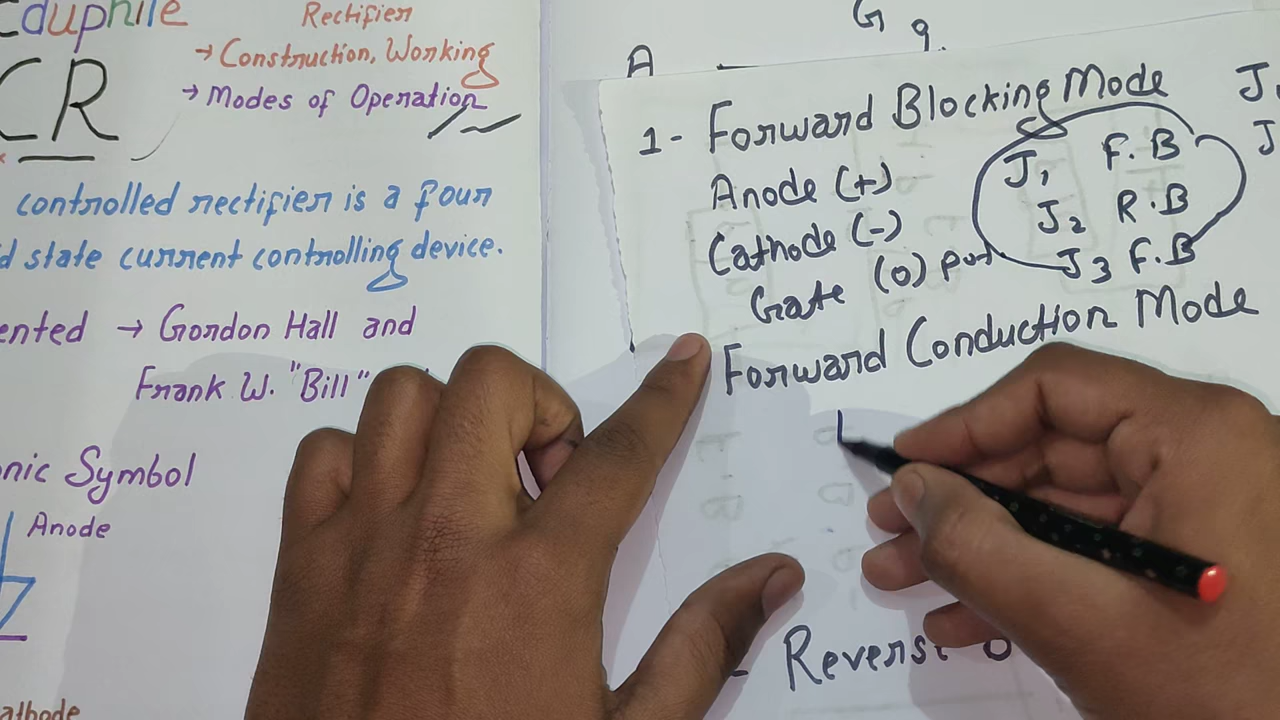 Eduphile
Rectifier
→ Construction, Working
CR
→ Modes of Operation
controlled rectifier is a four
d state current controlling device.
ented → Gordon Hall and
Frank W. "Bill"
nic Symbol
Anode
athode
G
g.
A
1- Forward Blocking Mode
Anode (+)
Cathode (-)
Gate (0)
J1 F.B
J2 R.B
J3 F.B
J
J
Forward Conduction Mode
- Reverse